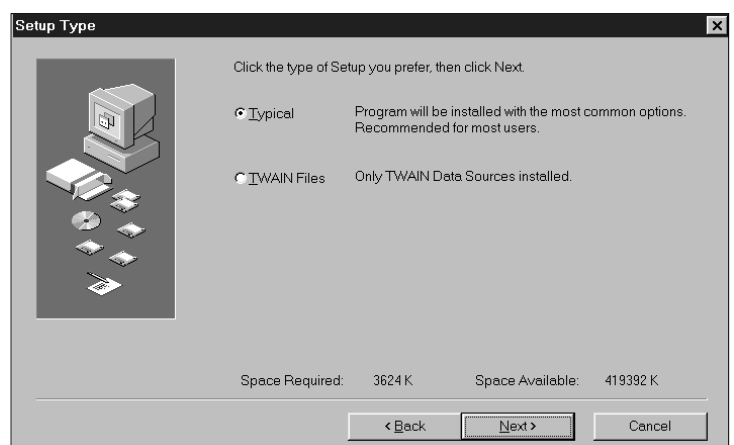 Setup Type
Click the type of Setup you prefer, then click Next.
Typical Program will be installed with the most common options.
Recommended for most users.
TWAIN Files Only TWAIN Data Sources installed.
Space Required: 3624 K Space Available: 419392 K
< Back Next > Cancel